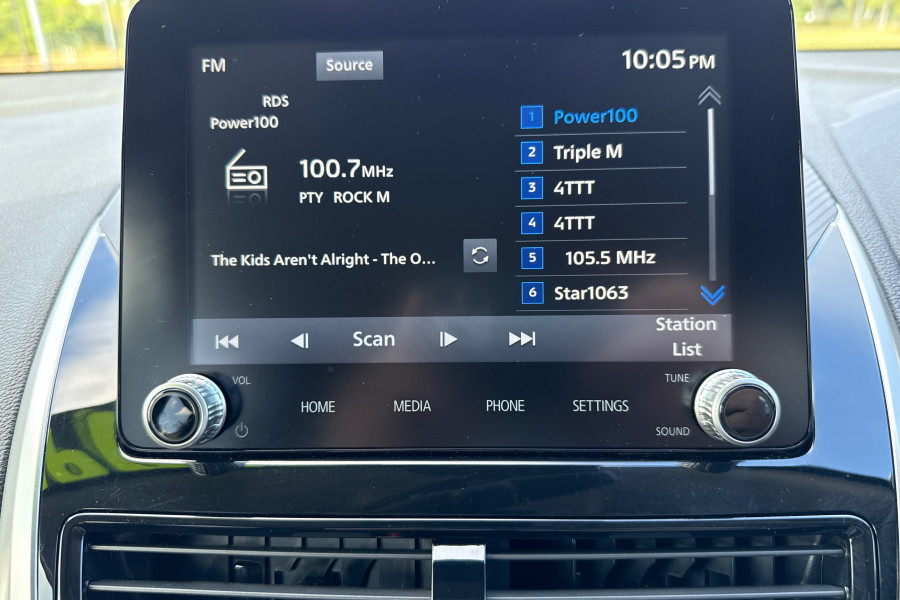 FM
Source
10:05 PM
RDS
Power100
100.7 MHz
PTY ROCK M
The Kids Aren't Alright - The O...
1 Power100
2 Triple M
3 4TTT
4 4TTT
5 105.5 MHz
6 Star1063
Scan
Station
List
VOL
HOME
MEDIA
PHONE
SETTINGS
TUNE
SOUND